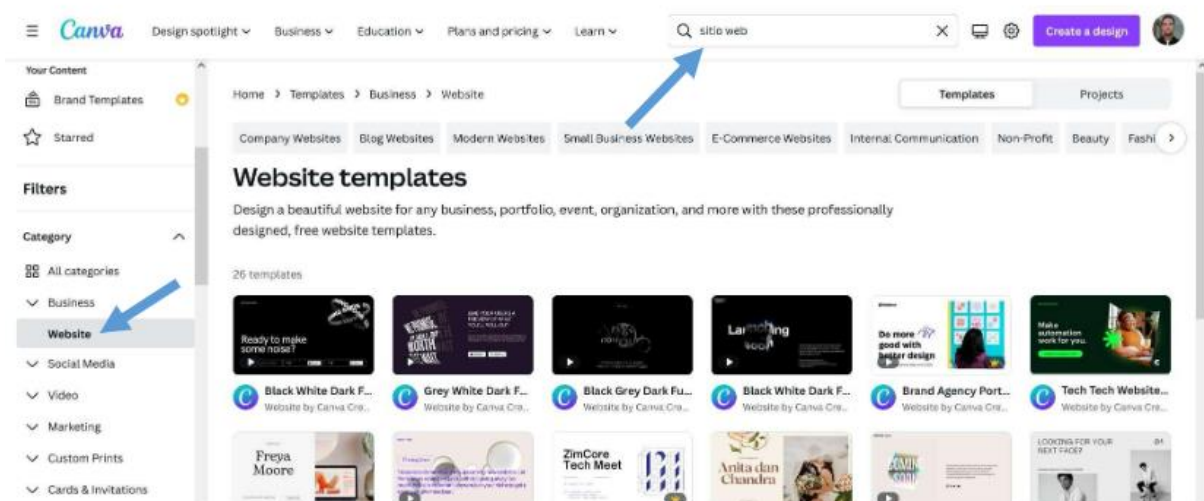 Canva
Design spotlight
Business
Education
Plans and pricing
Learn
sitio web
Create a design
Your Content
Brand Templates
Starred
Filters
Category
All categories
Business
Website
Social Media
Video
Marketing
Custom Prints
Cards & Invitations
Home > Templates > Business > Website
Templates
Projects
Company Websites
Blog Websites
Modern Websites
Small Business Websites
E-Commerce Websites
Internal Communication
Non-Profit
Beauty
Fashi
Website templates
Design a beautiful website for any business, portfolio, event, organization, and more with these professionally
designed, free website templates.
26 templates
Ready to make
some noise?
Do more
good with
better design
Make
automation
work for you.
Black White Dark F...
Website by Canva Cre...
Grey White Dark F...
Website by Canva Cre...
Black Grey Dark Fu...
Website by Canva Cre...
Black White Dark F...
Website by Canva Cre...
Brand Agency Port...
Website by Canva Cre...
Tech Tech Website...
Website by Canva Cre...
Freya
Moore
ZimCore
Tech Meet
Anita dan
Chandra
LOOKING FOR YOUR
NEXT FACE?